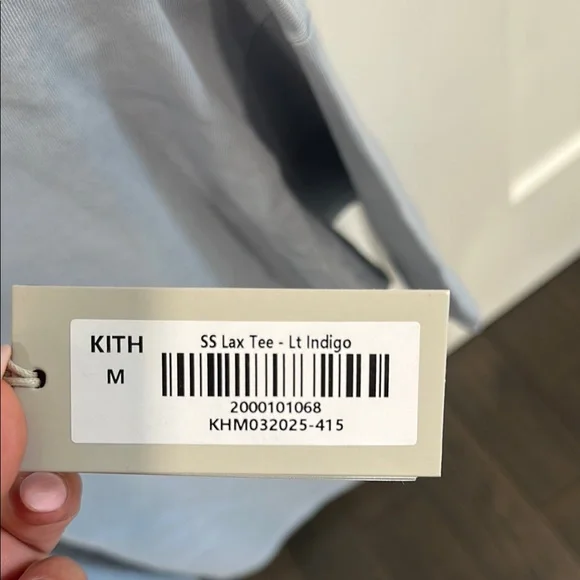 KITH
M
SS Lax Tee - Lt Indigo
2000101068
KHM032025-415